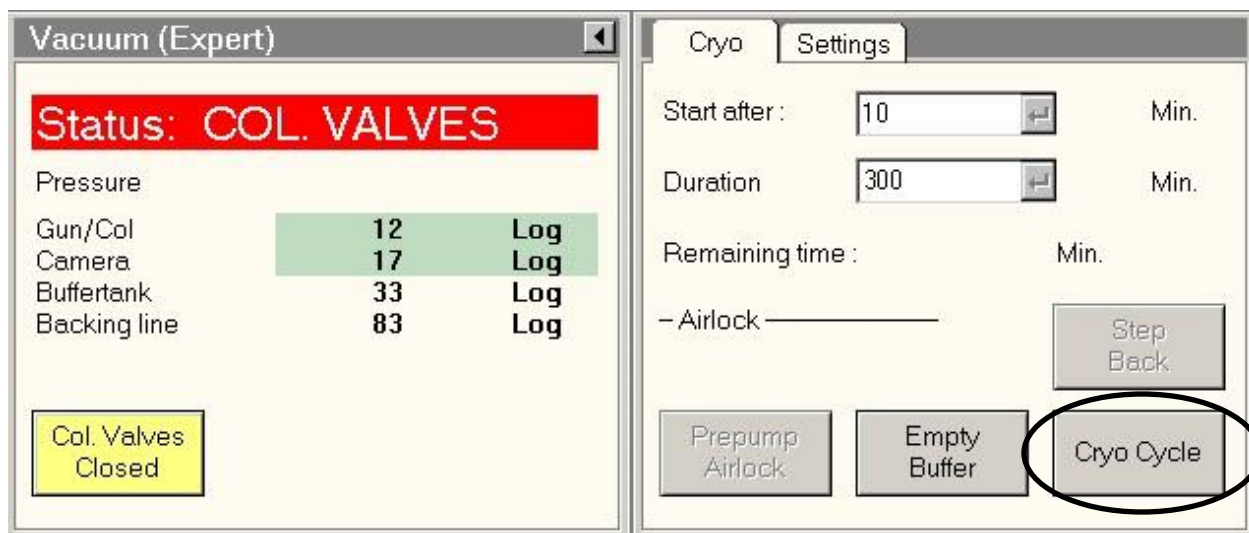 Vacuum (Expert)
Status: COL. VALVES
Pressure
Gun/Col 12 Log
Camera 17 Log
Buffertank 33 Log
Backing line 83 Log
Col. Valves
Closed
Cryo Settings
Start after : 10 Min.
Duration 300 Min.
Remaining time : Min.
Airlock
Step
Back
Prepump
Airlock
Empty
Buffer
Cryo Cycle